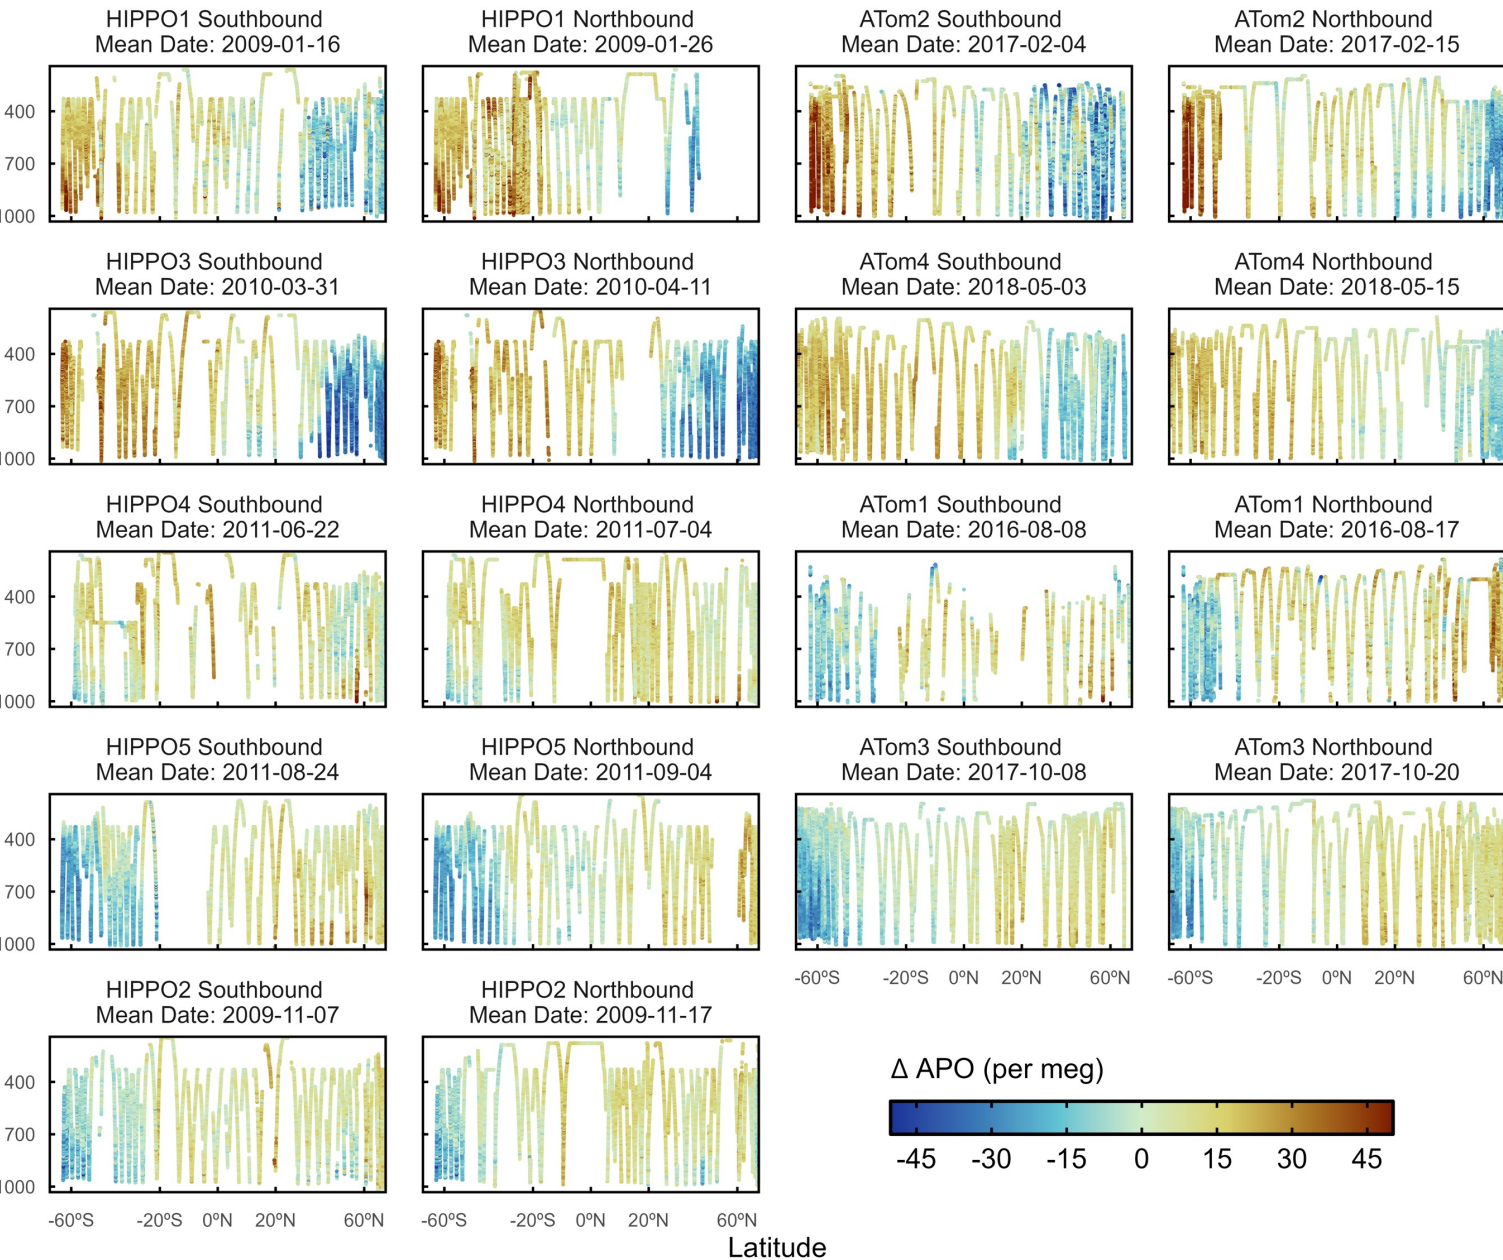 HIPPO1 Southbound
Mean Date: 2009-01-16
HIPPO1 Northbound
Mean Date: 2009-01-26
ATom2 Southbound
Mean Date: 2017-02-04
ATom2 Northbound
Mean Date: 2017-02-15
400
700
1000
HIPPO3 Southbound
Mean Date: 2010-03-31
HIPPO3 Northbound
Mean Date: 2010-04-11
ATom4 Southbound
Mean Date: 2018-05-03
ATom4 Northbound
Mean Date: 2018-05-15
400
700
1000
HIPPO4 Southbound
Mean Date: 2011-06-22
HIPPO4 Northbound
Mean Date: 2011-07-04
ATom1 Southbound
Mean Date: 2016-08-08
ATom1 Northbound
Mean Date: 2016-08-17
400
700
1000
HIPPO5 Southbound
Mean Date: 2011-08-24
HIPPO5 Northbound
Mean Date: 2011-09-04
ATom3 Southbound
Mean Date: 2017-10-08
ATom3 Northbound
Mean Date: 2017-10-20
400
700
1000
-60ºS -20ºS 0ºN 20ºN 60ºN
-60ºS -20ºS 0ºN 20ºN 60ºN
HIPPO2 Southbound
Mean Date: 2009-11-07
HIPPO2 Northbound
Mean Date: 2009-11-17
400
700
1000
-60ºS -20ºS 0ºN 20ºN 60ºN
-60ºS -20ºS 0ºN 20ºN 60ºN
Δ APO (per meg)
-45 -30 -15 0 15 30 45
Latitude